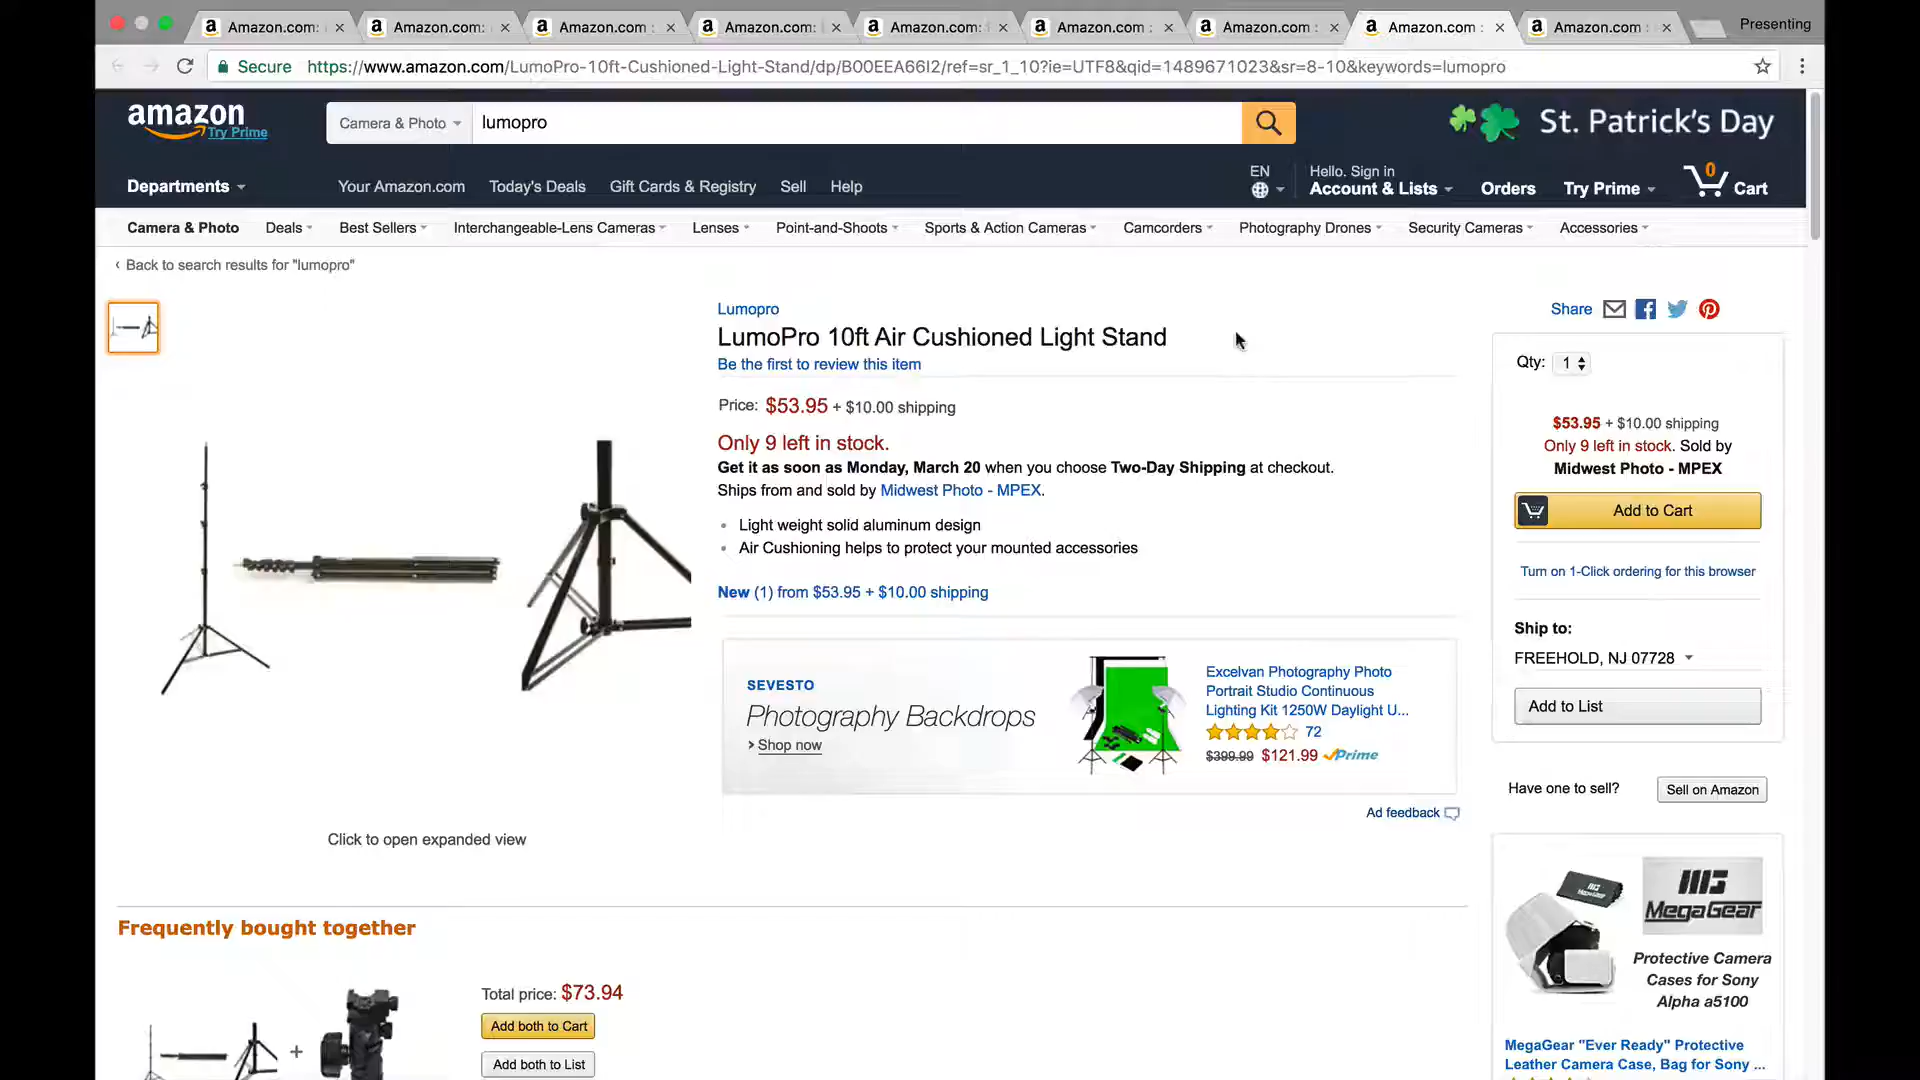 Amazon.com: Amazon.com: Amazon.com : Amazon.com: Amazon.com : Amazon.com : Amazon.com : Amazon.com : Amazon.com : Presenting
Secure https://www.amazon.com/LumoPro-10ft-Cushioned-Light-Stand/dp/B00EEA66I2/ref=sr_1_10?ie=UTF8&qid=1489671023&sr=8-10&keywords=lumopro
amazon
Try Prime
Camera & Photo lumopro
St. Patrick's Day
Departments Your Amazon.com Today's Deals Gift Cards & Registry Sell Help
EN
Hello. Sign in
Account & Lists Orders Try Prime 0 Cart
Camera & Photo Deals Best Sellers Interchangeable-Lens Cameras Lenses Point-and-Shoots Sports & Action Cameras Camcorders Photography Drones Security Cameras Accessories
‹ Back to search results for "lumopro"
Lumopro
LumoPro 10ft Air Cushioned Light Stand
Be the first to review this item
Price: $53.95 + $10.00 shipping
Only 9 left in stock.
Get it as soon as Monday, March 20 when you choose Two-Day Shipping at checkout.
Ships from and sold by Midwest Photo - MPEX.
Light weight solid aluminum design
Air Cushioning helps to protect your mounted accessories
New (1) from $53.95 + $10.00 shipping
SEVESTO
Photography Backdrops
› Shop now
Excelvan Photography Photo
Portrait Studio Continuous
Lighting Kit 1250W Daylight U...
72
$399.99 $121.99 Prime
Ad feedback
Click to open expanded view
Share
Qty: 1
$53.95 + $10.00 shipping
Only 9 left in stock. Sold by
Midwest Photo - MPEX
Add to Cart
Turn on 1-Click ordering for this browser
Ship to:
FREEHOLD, NJ 07728
Add to List
Have one to sell? Sell on Amazon
MegaGear
Protective Camera
Cases for Sony
Alpha a5100
MegaGear "Ever Ready" Protective
Leather Camera Case, Bag for Sony ...
Frequently bought together
Total price: $73.94
+
Add both to Cart
Add both to List